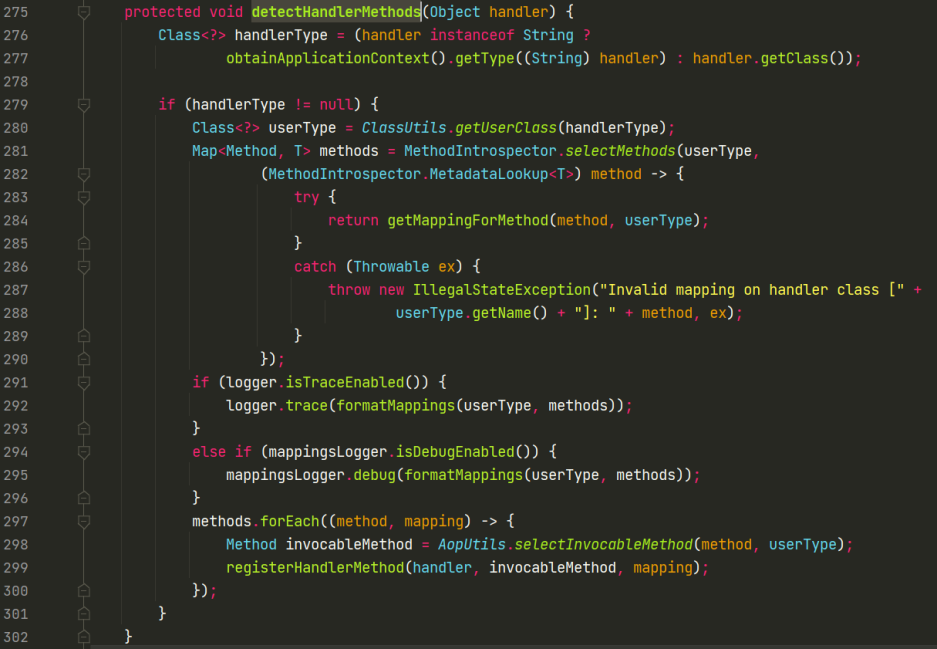 275 protected void detectHandlerMethods(Object handler) {
276 Class<?> handlerType = (handler instanceof String ?
277 obtainApplicationContext().getType((String) handler) : handler.getClass());
278
279 if (handlerType != null) {
280 Class<?> userType = ClassUtils.getUserClass(handlerType);
281 Map<Method, T> methods = MethodIntrospector.selectMethods(userType,
282 (MethodIntrospector.MetadataLookup<T>) method -> {
283 try {
284 return getMappingForMethod(method, userType);
285 }
286 catch (Throwable ex) {
287 throw new IllegalStateException("Invalid mapping on handler class [" +
288 userType.getName() + "]: " + method, ex);
289 }
290 });
291 if (logger.isTraceEnabled()) {
292 logger.trace(formatMappings(userType, methods));
293 }
294 else if (mappingsLogger.isDebugEnabled()) {
295 mappingsLogger.debug(formatMappings(userType, methods));
296 }
297 methods.forEach((method, mapping) -> {
298 Method invocableMethod = AopUtils.selectInvocableMethod(method, userType);
299 registerHandlerMethod(handler, invocableMethod, mapping);
300 });
301 }
302 }